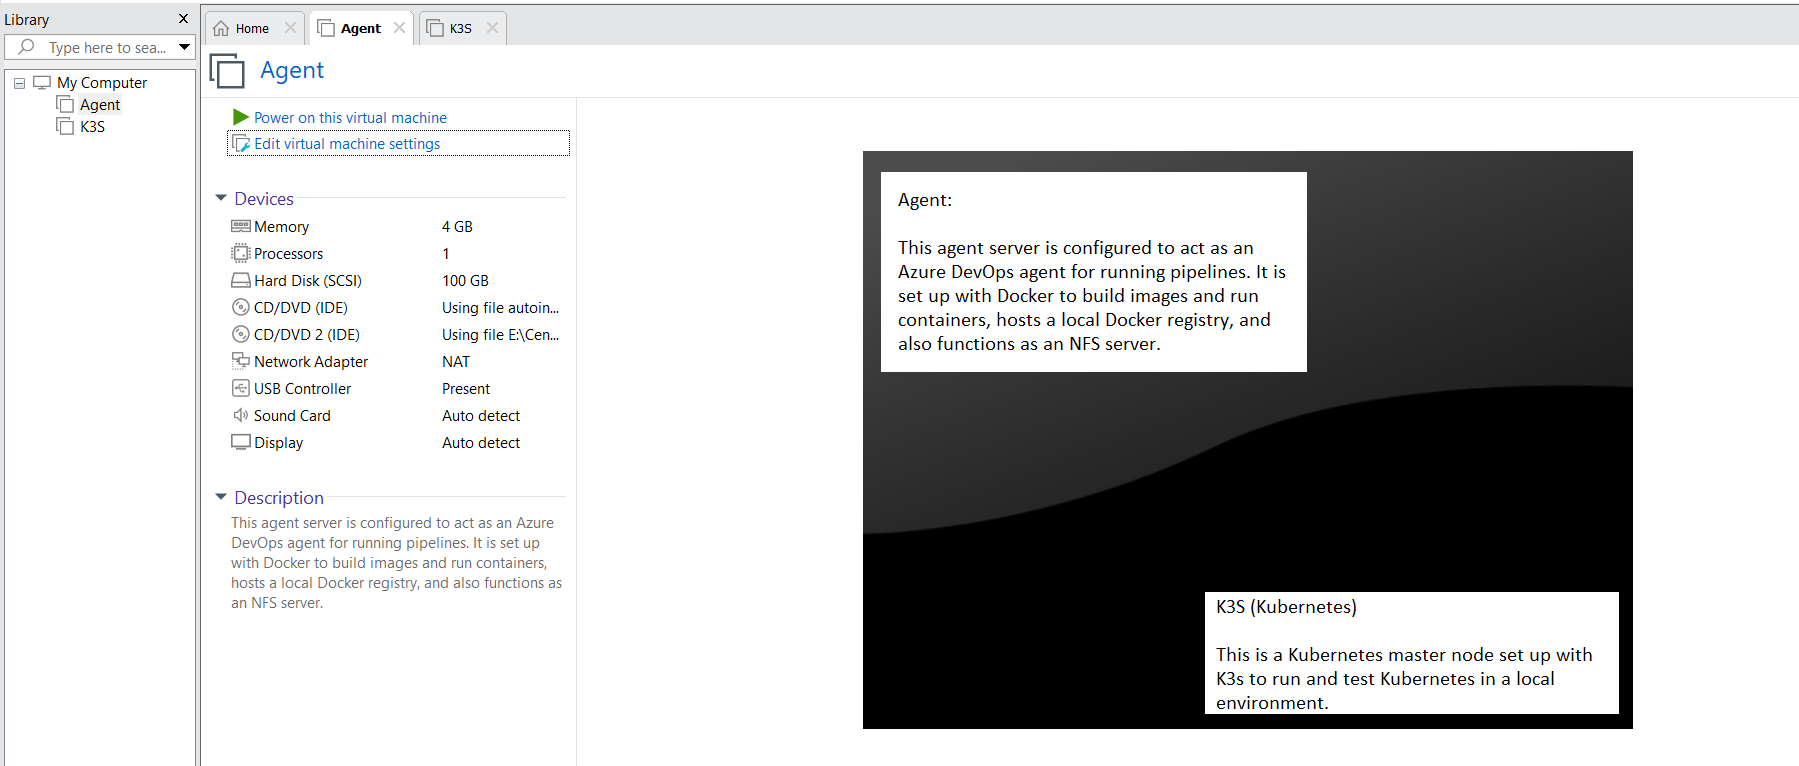 Library
Type here to sea...
My Computer
Agent
K3S
Home
Agent
K3S
Agent
Power on this virtual machine
Edit virtual machine settings
Devices
Memory 4 GB
Processors 1
Hard Disk (SCSI) 100 GB
CD/DVD (IDE) Using file autoin...
CD/DVD 2 (IDE) Using file E:\Cen...
Network Adapter NAT
USB Controller Present
Sound Card Auto detect
Display Auto detect
Description
This agent server is configured to act as an Azure
DevOps agent for running pipelines. It is set up
with Docker to build images and run containers,
hosts a local Docker registry, and also functions as
an NFS server.
Agent:
This agent server is configured to act as an
Azure DevOps agent for running pipelines. It is
set up with Docker to build images and run
containers, hosts a local Docker registry, and
also functions as an NFS server.
K3S (Kubernetes)
This is a Kubernetes master node set up with
K3s to run and test Kubernetes in a local
environment.